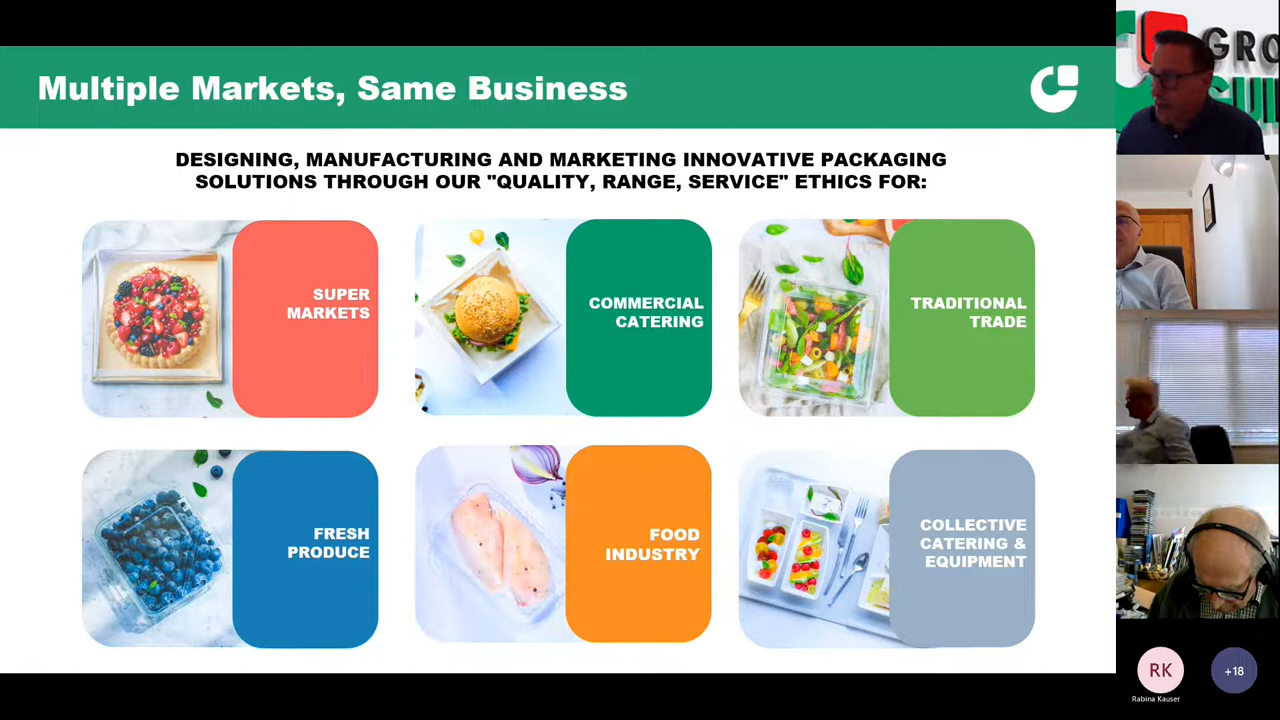 Multiple Markets, Same Business
DESIGNING, MANUFACTURING AND MARKETING INNOVATIVE PACKAGING
SOLUTIONS THROUGH OUR "QUALITY, RANGE, SERVICE" ETHICS FOR:
SUPER
MARKETS
COMMERCIAL
CATERING
TRADITIONAL
TRADE
FRESH
PRODUCE
FOOD
INDUSTRY
COLLECTIVE
CATERING &
EQUIPMENT
RK
+18
Rabina Kauser